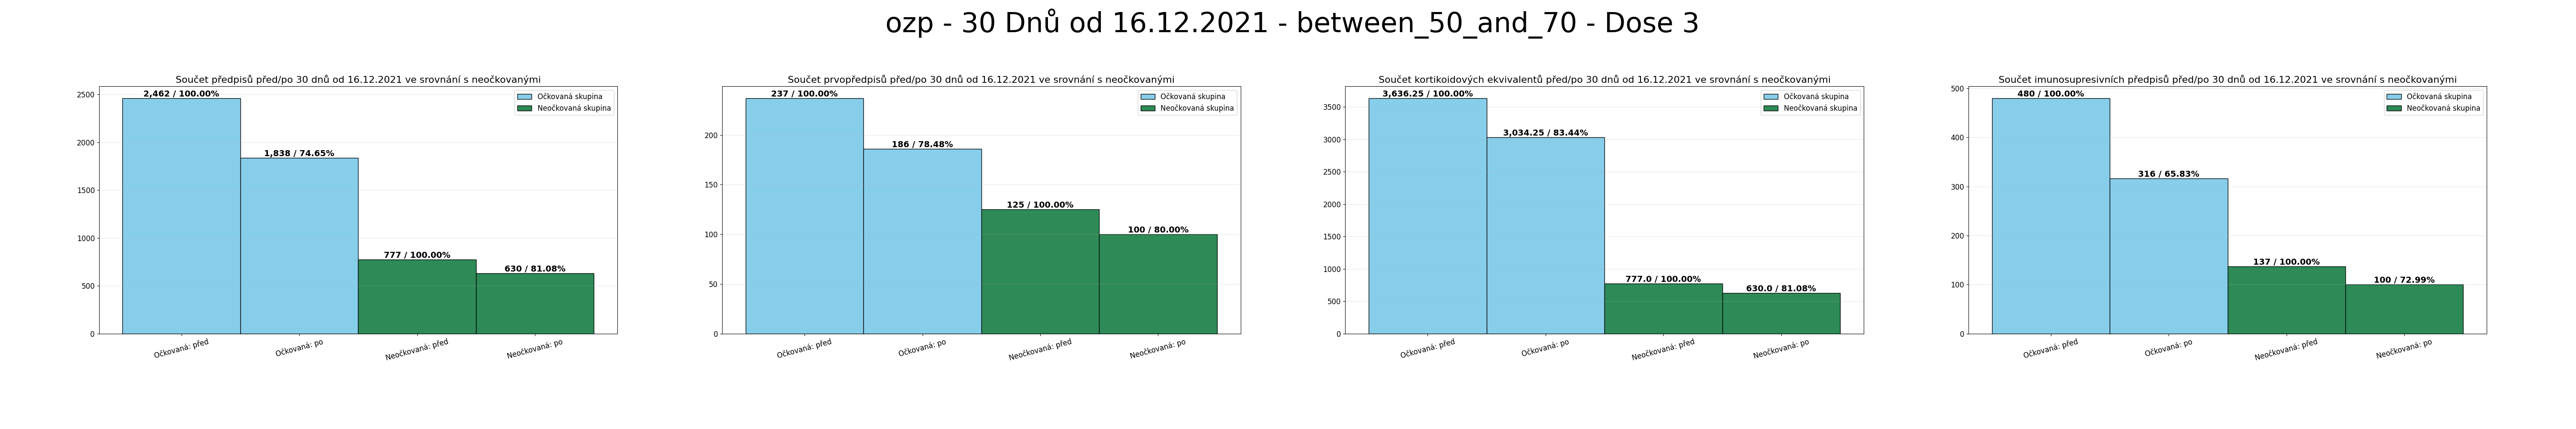 ozp - 30 Dnů od 16.12.2021 - between_50_and_70 - Dose 3
Součet předpisů před/po 30 dnů od 16.12.2021 ve srovnání s neočkovanými
2,462 / 100.00%
1,838 / 74.65%
777 / 100.00%
630 / 81.08%
Očkovaná skupina
Neočkovaná skupina
2500
2000
1500
1000
500
0
Očkovaná: před
Očkovaná: po
Neočkovaná: před
Neočkovaná: po
Součet prvopředpisů před/po 30 dnů od 16.12.2021 ve srovnání s neočkovanými
237 / 100.00%
186 / 78.48%
125 / 100.00%
100 / 80.00%
Očkovaná skupina
Neočkovaná skupina
200
150
100
50
0
Očkovaná: před
Očkovaná: po
Neočkovaná: před
Neočkovaná: po
Součet kortikoidových ekvivalentů před/po 30 dnů od 16.12.2021 ve srovnání s neočkovanými
3,636.25 / 100.00%
3,034.25 / 83.44%
777.0 / 100.00%
630.0 / 81.08%
Očkovaná skupina
Neočkovaná skupina
3500
3000
2500
2000
1500
1000
500
0
Očkovaná: před
Očkovaná: po
Neočkovaná: před
Neočkovaná: po
Součet imunosupresivních předpisů před/po 30 dnů od 16.12.2021 ve srovnání s neočkovanými
480 / 100.00%
316 / 65.83%
137 / 100.00%
100 / 72.99%
Očkovaná skupina
Neočkovaná skupina
500
400
300
200
100
0
Očkovaná: před
Očkovaná: po
Neočkovaná: před
Neočkovaná: po